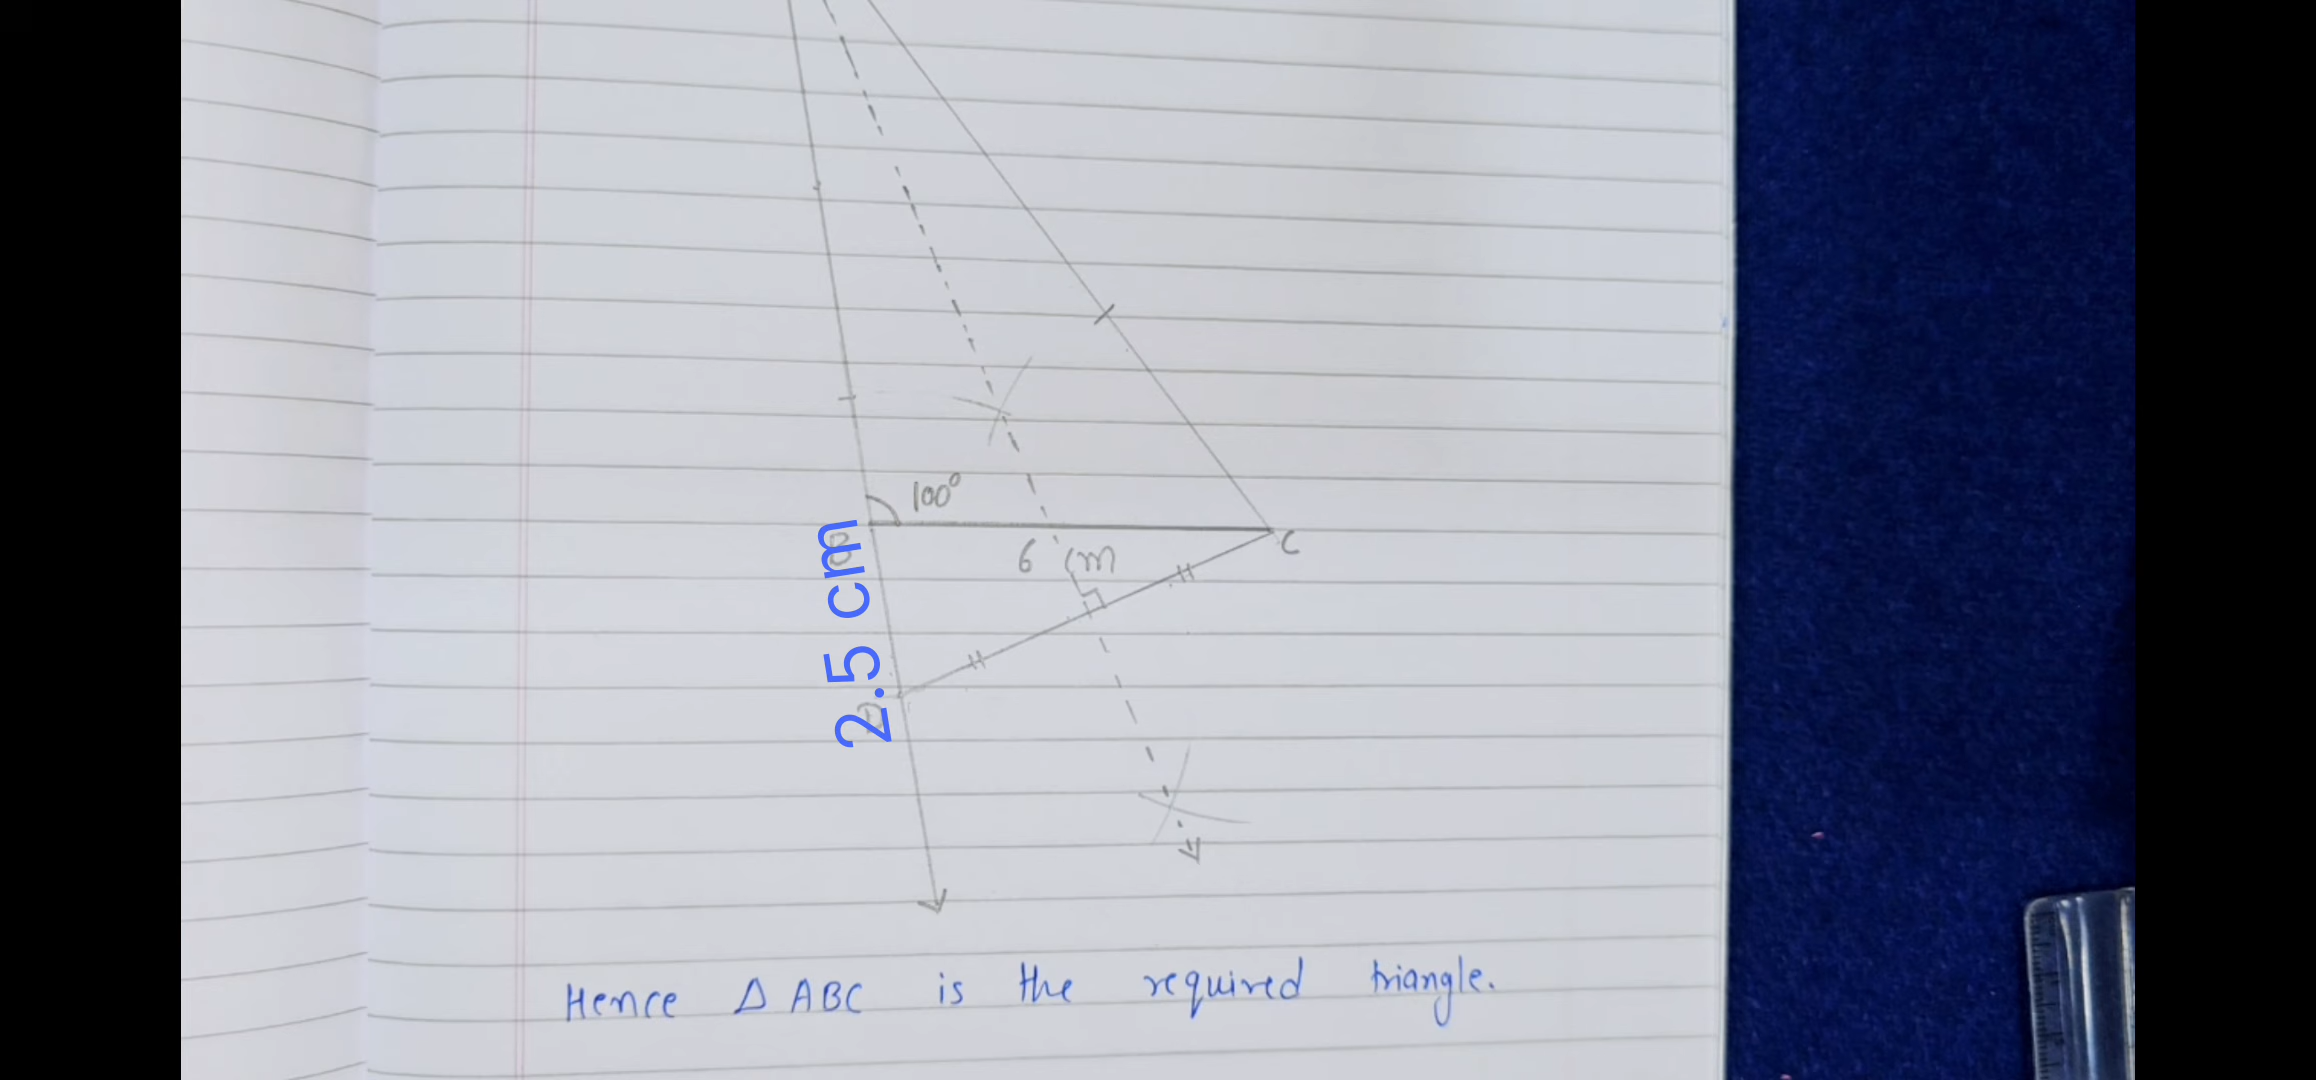 100°
B
6 cm
C
2.5 cm
D
Hence Δ ABC is the required triangle.